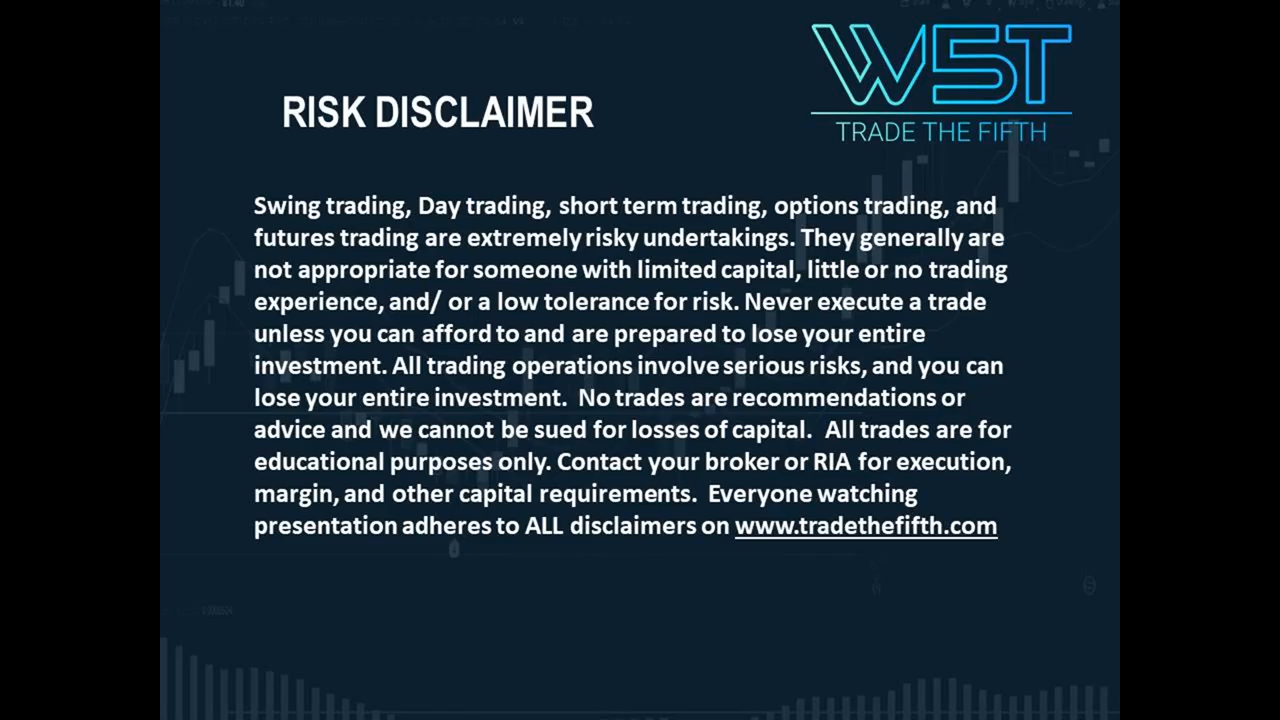 W5T
TRADE THE FIFTH
RISK DISCLAIMER
Swing trading, Day trading, short term trading, options trading, and
futures trading are extremely risky undertakings. They generally are
not appropriate for someone with limited capital, little or no trading
experience, and/ or a low tolerance for risk. Never execute a trade
unless you can afford to and are prepared to lose your entire
investment. All trading operations involve serious risks, and you can
lose your entire investment.  No trades are recommendations or
advice and we cannot be sued for losses of capital.  All trades are for
educational purposes only. Contact your broker or RIA for execution,
margin, and other capital requirements.  Everyone watching
presentation adheres to ALL disclaimers on www.tradethefifth.com